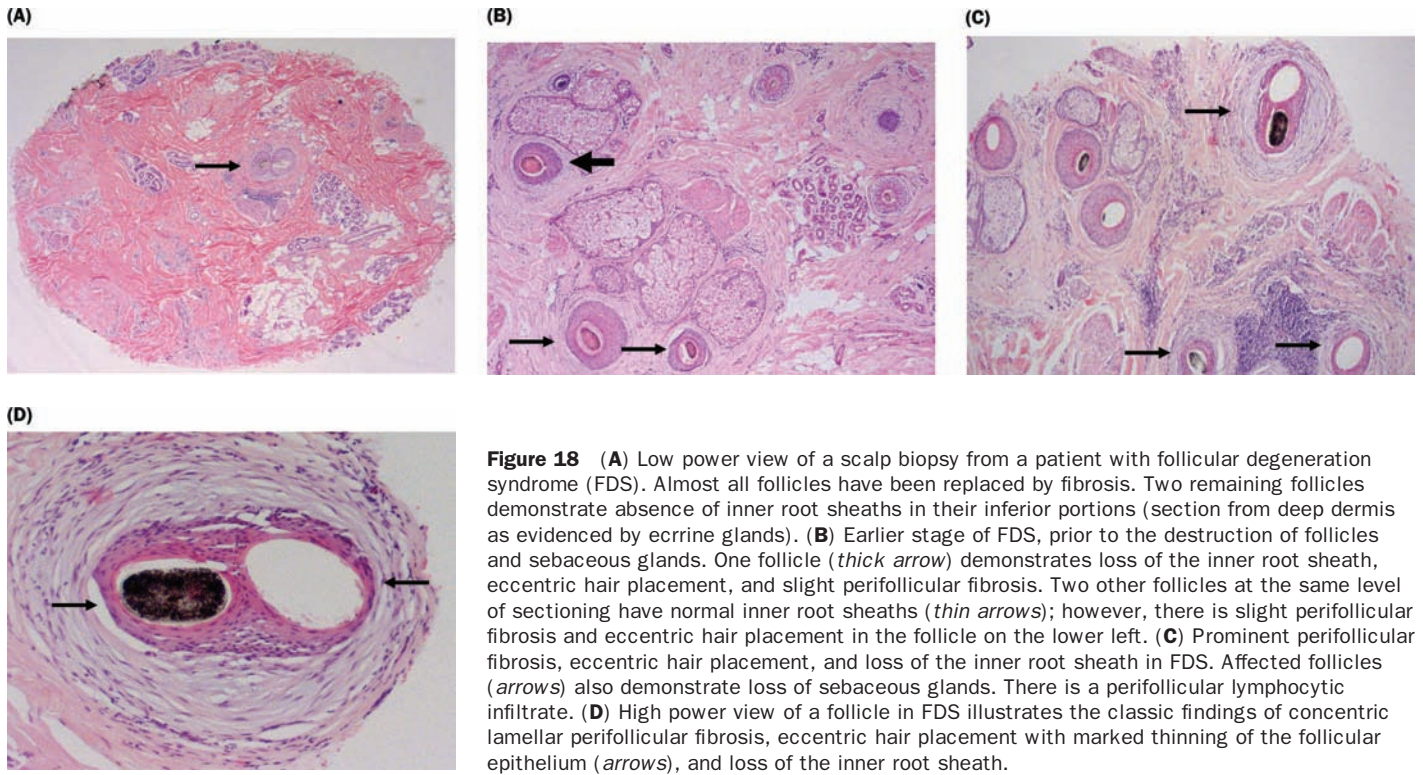 (A)
(B)
(C)
(D)
Figure 18 (A) Low power view of a scalp biopsy from a patient with follicular degeneration
syndrome (FDS). Almost all follicles have been replaced by fibrosis. Two remaining follicles
demonstrate absence of inner root sheaths in their inferior portions (section from deep dermis
as evidenced by ecrrine glands). (B) Earlier stage of FDS, prior to the destruction of follicles
and sebaceous glands. One follicle (thick arrow) demonstrates loss of the inner root sheath,
eccentric hair placement, and slight perifollicular fibrosis. Two other follicles at the same level
of sectioning have normal inner root sheaths (thin arrows); however, there is slight perifollicular
fibrosis and eccentric hair placement in the follicle on the lower left. (C) Prominent perifollicular
fibrosis, eccentric hair placement, and loss of the inner root sheath in FDS. Affected follicles
(arrows) also demonstrate loss of sebaceous glands. There is a perifollicular lymphocytic
infiltrate. (D) High power view of a follicle in FDS illustrates the classic findings of concentric
lamellar perifollicular fibrosis, eccentric hair placement with marked thinning of the follicular
epithelium (arrows), and loss of the inner root sheath.